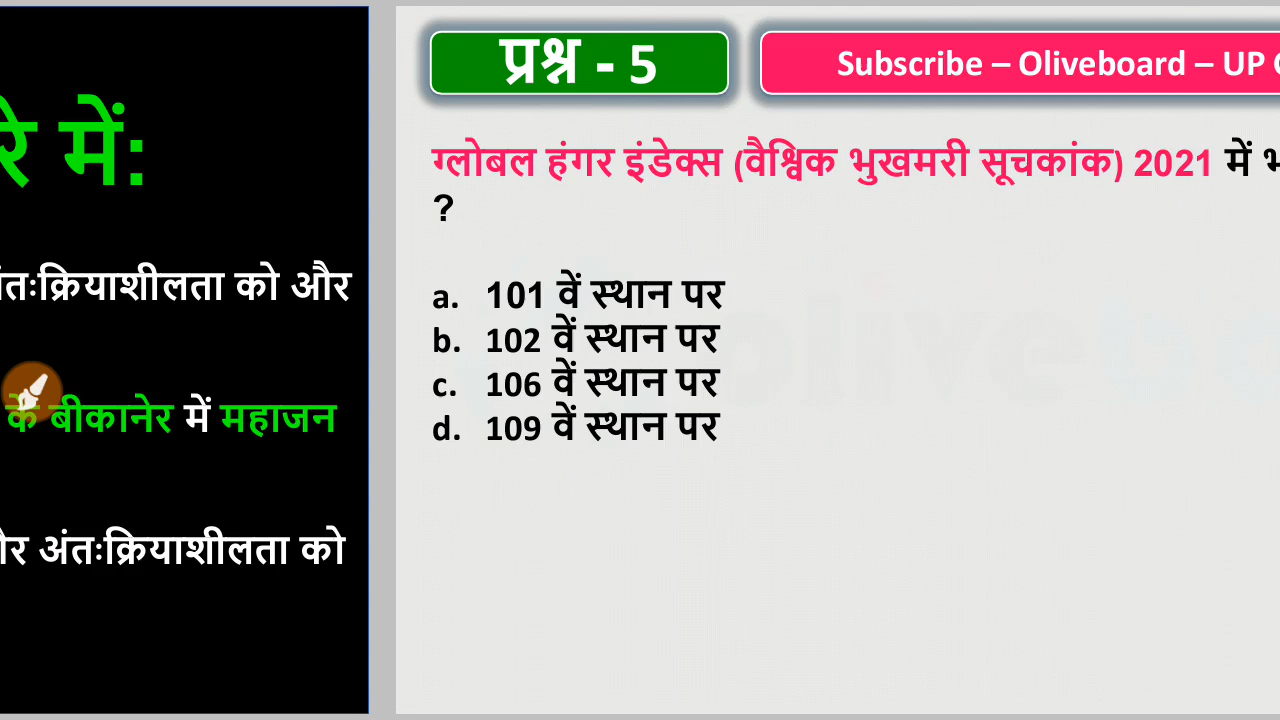 रे में:
अंतःक्रियाशीलता को और
के बीकानेर में महाजन
और अंतःक्रियाशीलता को
प्रश्न - 5
Subscribe – Oliveboard – UP
ग्लोबल हंगर इंडेक्स (वैश्विक भुखमरी सूचकांक) 2021 में
?
a. 101 वें स्थान पर
b. 102 वें स्थान पर
c. 106 वें स्थान पर
d. 109 वें स्थान पर